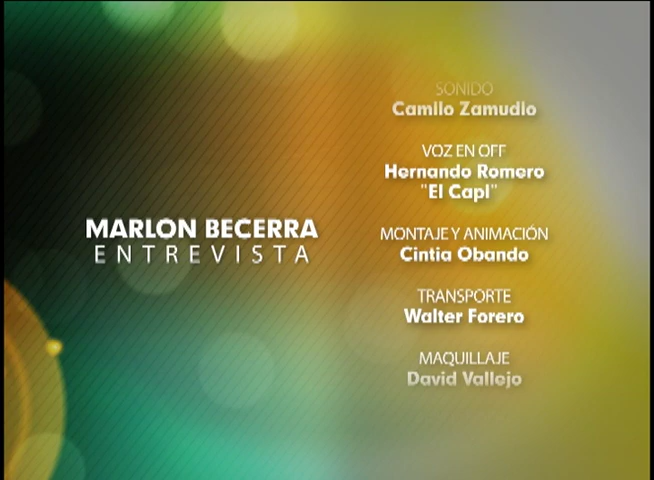 MARLON BECERRA
ENTREVISTA
SONIDO
Camilo Zamudio
VOZ EN OFF
Hernando Romero
"El Capi"
MONTAJE Y ANIMACIÓN
Cintia Obando
TRANSPORTE
Walter Forero
MAQUILLAJE
David Vallejo